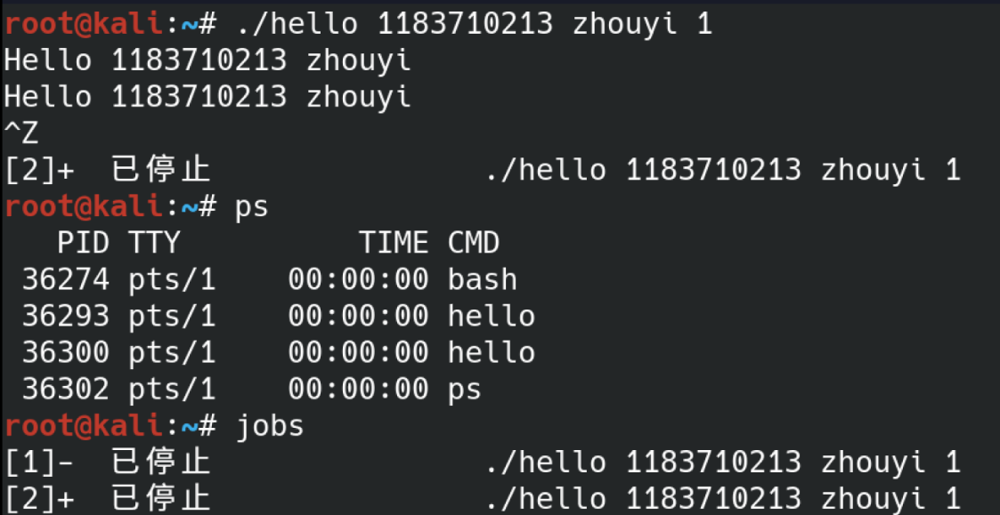 root@kali:~# ./hello 1183710213 zhouyi 1
Hello 1183710213 zhouyi
Hello 1183710213 zhouyi
^Z
[2]+  已停止               ./hello 1183710213 zhouyi 1
root@kali:~# ps
   PID TTY          TIME CMD
 36274 pts/1    00:00:00 bash
 36293 pts/1    00:00:00 hello
 36300 pts/1    00:00:00 hello
 36302 pts/1    00:00:00 ps
root@kali:~# jobs
[1]-  已停止               ./hello 1183710213 zhouyi 1
[2]+  已停止               ./hello 1183710213 zhouyi 1